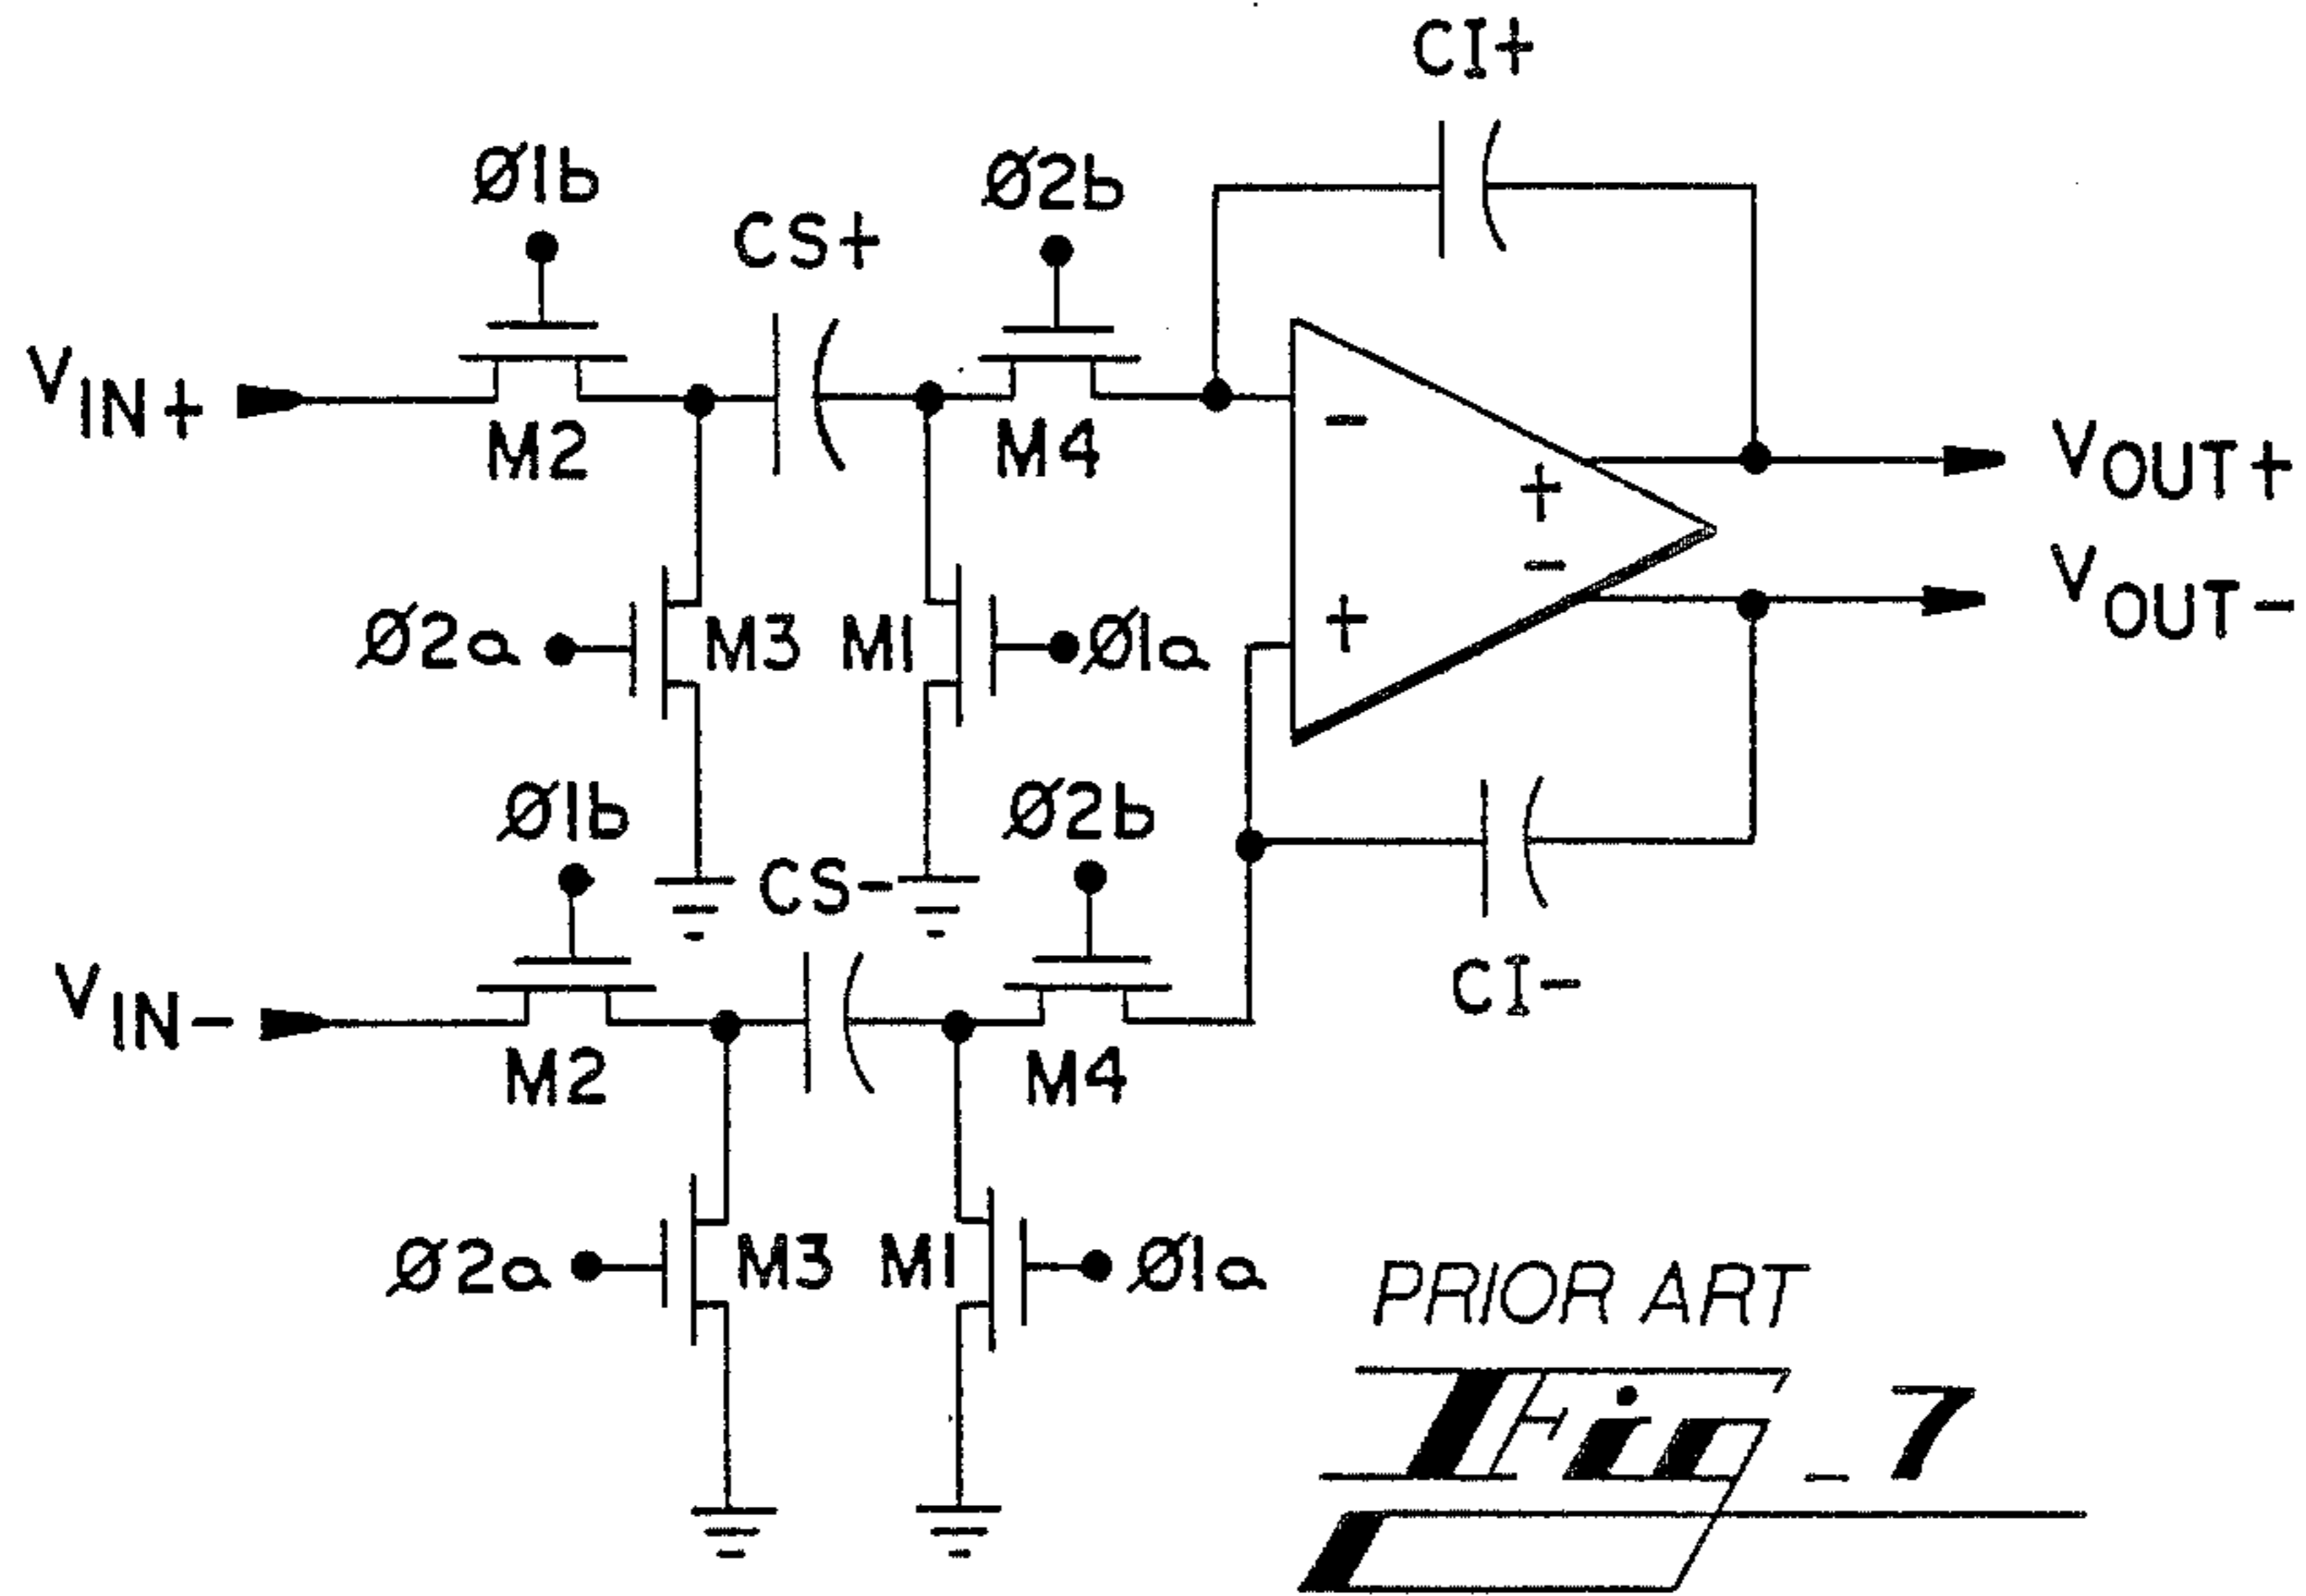 CI+
Ø1b
Ø2b
CS+
VIN+
M2
M4
-
+
VOUT+
-
VOUT-
+
Ø2a
M3
M1
Ø1a
Ø1b
CS-
Ø2b
CI-
VIN-
M2
M4
Ø2a
M3
M1
Ø1a
PRIOR ART
Fig_7